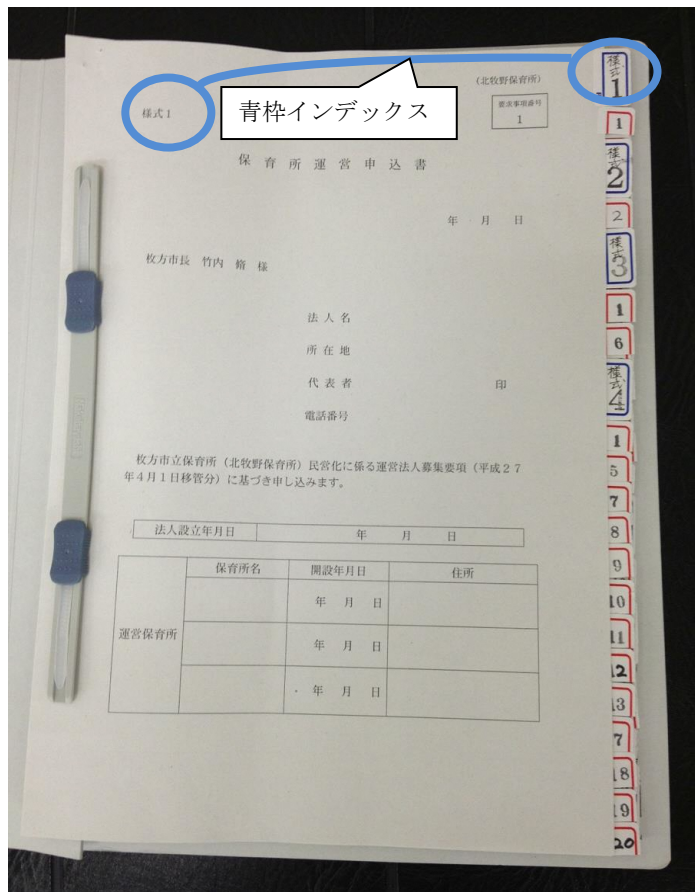 (北牧野保育所)
様式1
要求事項番号
1
青枠インデックス
保育所運営申込書
年 月 日
枚方市長 竹内 脩 様
法人名
所在地
代表者 印
電話番号
枚方市立保育所(北牧野保育所)民営化に係る運営法人募集要項(平成27
年4月1日移管分)に基づき申し込みます。
法人設立年月日 年 月 日
保育所名 開設年月日 住所
運営保育所
年 月 日
年 月 日
年 月 日
様式1
1
様式2
2
様式3
1
6
様式4
1
5
7
8
9
10
11
12
13
7
18
19
20